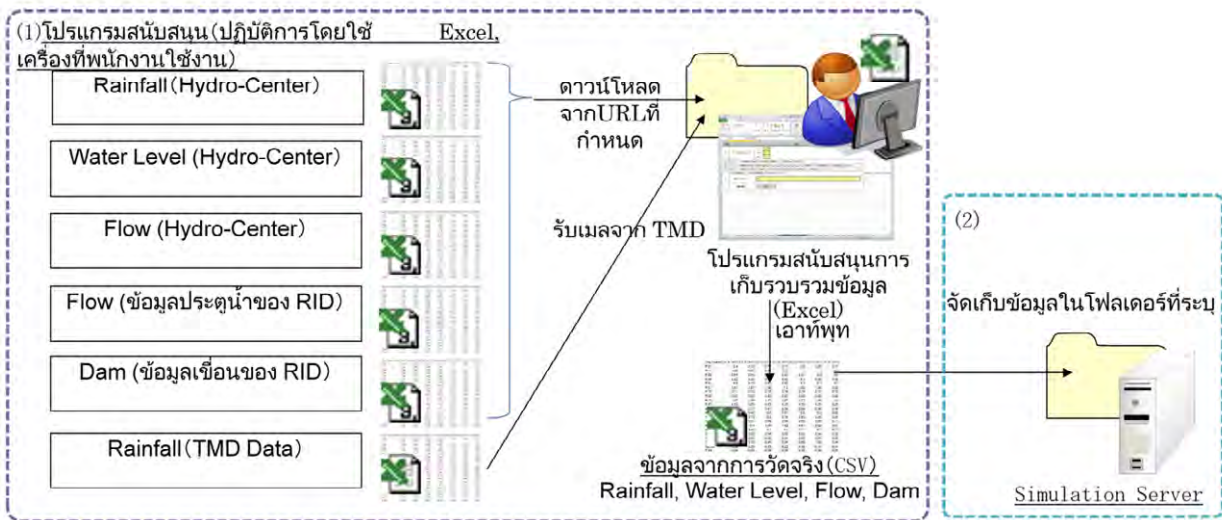 (1)โปรแกรมสนับสนุน(ปฏิบัติการโดยใช้ Excel,
เครื่องที่พนักงานใช้งาน)
Rainfall(Hydro-Center)
Water Level (Hydro-Center)
Flow (Hydro-Center)
Flow (ข้อมูลประตูน้ำของ RID)
Dam (ข้อมูลเขื่อนของ RID)
Rainfall(TMD Data)
ดาวน์โหลด
จากURLที่
กำหนด
รับเมลจาก TMD
โปรแกรมสนับสนุนการ
เก็บรวบรวมข้อมูล
(Excel)
เอาท์พุท
ข้อมูลจากการวัดจริง(CSV)
Rainfall, Water Level, Flow, Dam
(2)
จัดเก็บข้อมูลในโฟลเดอร์ที่ระบุ
Simulation Server